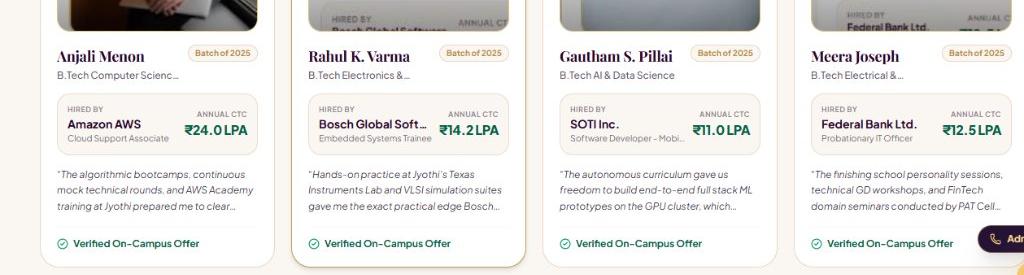 HIRED BY
ANNUAL CT
Bosch Global Software
HIRED BY
ANNUAL C
Federal Bank Ltd.
Anjali Menon
Batch of 2025
B.Tech Computer Scienc...
HIRED BY
ANNUAL CTC
Amazon AWS
₹24.0 LPA
Cloud Support Associate
"The algorithmic bootcamps, continuous
mock technical rounds, and AWS Academy
training at Jyothi prepared me to clear...
Verified On-Campus Offer
Rahul K. Varma
Batch of 2025
B.Tech Electronics &...
HIRED BY
ANNUAL CTC
Bosch Global Soft...
₹14.2 LPA
Embedded Systems Trainee
"Hands-on practice at Jyothi's Texas
Instruments Lab and VLSI simulation suites
gave me the exact practical edge Bosch...
Verified On-Campus Offer
Gautham S. Pillai
Batch of 2025
B.Tech AI & Data Science
HIRED BY
ANNUAL CTC
SOTI Inc.
₹11.0 LPA
Software Developer - Mobi...
"The autonomous curriculum gave us
freedom to build end-to-end full stack ML
prototypes on the GPU cluster, which...
Verified On-Campus Offer
Meera Joseph
Batch of 2025
B.Tech Electrical &...
HIRED BY
ANNUAL CTC
Federal Bank Ltd.
₹12.5 LPA
Probationary IT Officer
"The finishing school personality sessions,
technical GD workshops, and FinTech
domain seminars conducted by PAT Cell...
Verified On-Campus Offer